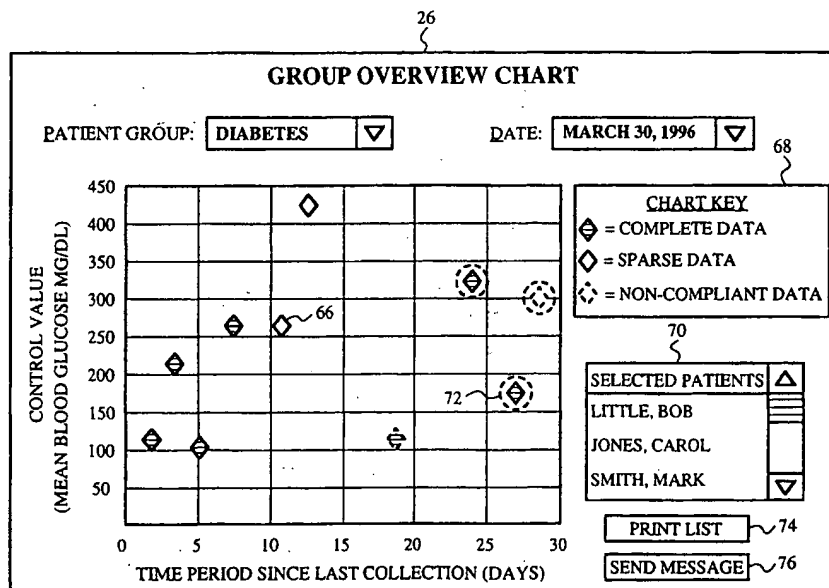 26
GROUP OVERVIEW CHART
PATIENT GROUP: DIABETES
DATE: MARCH 30, 1996
68
CHART KEY
= COMPLETE DATA
= SPARSE DATA
= NON-COMPLIANT DATA
CONTROL VALUE
(MEAN BLOOD GLUCOSE MG/DL)
450
400
350
300
250
200
150
100
50
66
72
0 5 10 15 20 25 30
TIME PERIOD SINCE LAST COLLECTION (DAYS)
70
SELECTED PATIENTS
LITTLE, BOB
JONES, CAROL
SMITH, MARK
PRINT LIST 74
SEND MESSAGE 76